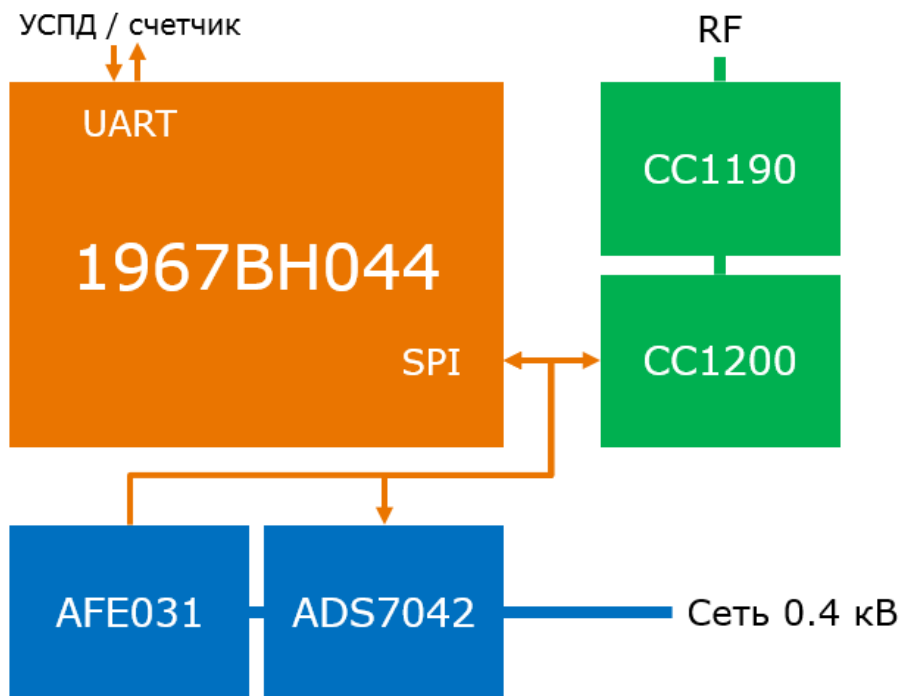 УСПД / счетчик
RF
UART
CC1190
1967ВН044
SPI
CC1200
AFE031
ADS7042
Сеть 0.4 кВ